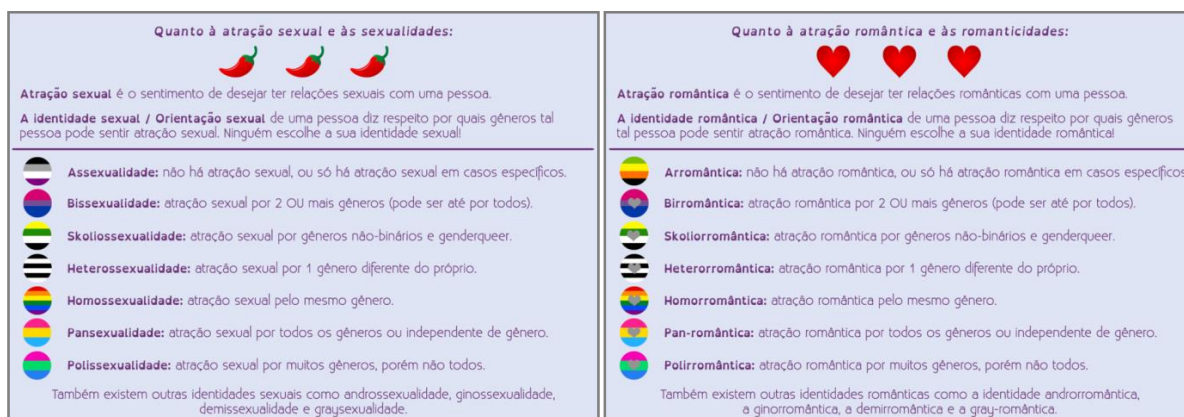 Quanto à atração sexual e às sexualidades:
Atração sexual é o sentimento de desejar ter relações sexuais com uma pessoa.
A identidade sexual / Orientação sexual de uma pessoa diz respeito por quais gêneros tal
pessoa pode sentir atração sexual. Ninguém escolhe a sua identidade sexual!
Assexualidade: não há atração sexual, ou só há atração sexual em casos específicos.
Bissexualidade: atração sexual por 2 OU mais gêneros (pode ser até por todos).
Skoliossexualidade: atração sexual por gêneros não-binários e genderqueer.
Heterossexualidade: atração sexual por 1 gênero diferente do próprio.
Homossexualidade: atração sexual pelo mesmo gênero.
Pansexualidade: atração sexual por todos os gêneros ou independente de gênero.
Polissexualidade: atração sexual por muitos gêneros, porém não todos.
Também existem outras identidades sexuais como androssexualidade, ginossexualidade,
demissexualidade e graysexualidade.
Quanto à atração romântica e às romanticidades:
Atração romântica é o sentimento de desejar ter relações românticas com uma pessoa.
A identidade romântica / Orientação romântica de uma pessoa diz respeito por quais gêneros
tal pessoa pode sentir atração romântica. Ninguém escolhe a sua identidade romântica!
Arromântica: não há atração romântica, ou só há atração romântica em casos específicos
Birromântica: atração romântica por 2 OU mais gêneros (pode ser até por todos).
Skoliorromântica: atração romântica por gêneros não-binários e genderqueer.
Heterorromântica: atração romântica por 1 gênero diferente do próprio.
Homorromântica: atração romântica pelo mesmo gênero.
Pan-romântica: atração romântica por todos os gêneros ou independente de gênero.
Polirromântica: atração romântica por muitos gêneros, porém não todos.
Também existem outras identidades românticas como a identidade androrromântica,
a ginorromântica, a demirromântica e a gray-romântica.